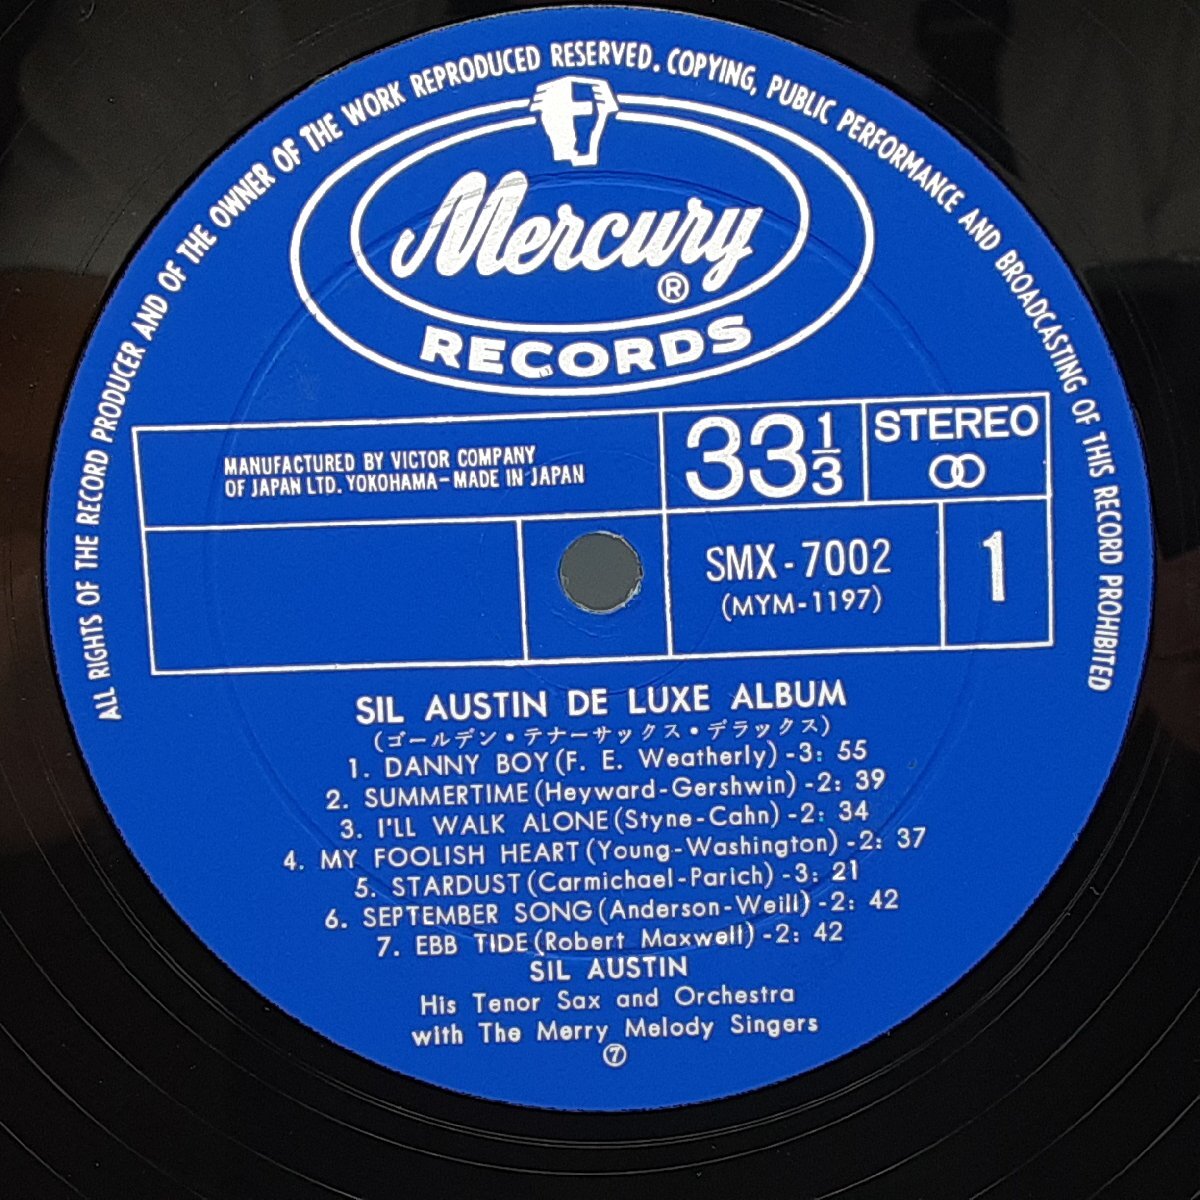 ALL RIGHTS OF THE RECORD PRODUCER AND OF THE OWNER OF THE WORK REPRODUCED RESERVED. COPYING, PUBLIC PERFORMANCE AND BROADCASTING OF THIS RECORD PROHIBITED
Mercury
®
RECORDS
MANUFACTURED BY VICTOR COMPANY
OF JAPAN LTD. YOKOHAMA-MADE IN JAPAN
33 1/3
STEREO
SMX-7002
(MYM-1197)
1
SIL AUSTIN DE LUXE ALBUM
(ゴールデン・テナーサックス・デラックス)
1. DANNY BOY(F. E. Weatherly)-3: 55
2. SUMMERTIME(Heyward-Gershwin)-2: 39
3. I'LL WALK ALONE(Styne-Cahn)-2: 34
4. MY FOOLISH HEART(Young-Washington)-2: 37
5. STARDUST(Carmichael-Parich)-3: 21
6. SEPTEMBER SONG(Anderson-Weill)-2: 42
7. EBB TIDE(Robert Maxwell)-2: 42
SIL AUSTIN
His Tenor Sax and Orchestra
with The Merry Melody Singers
⑦